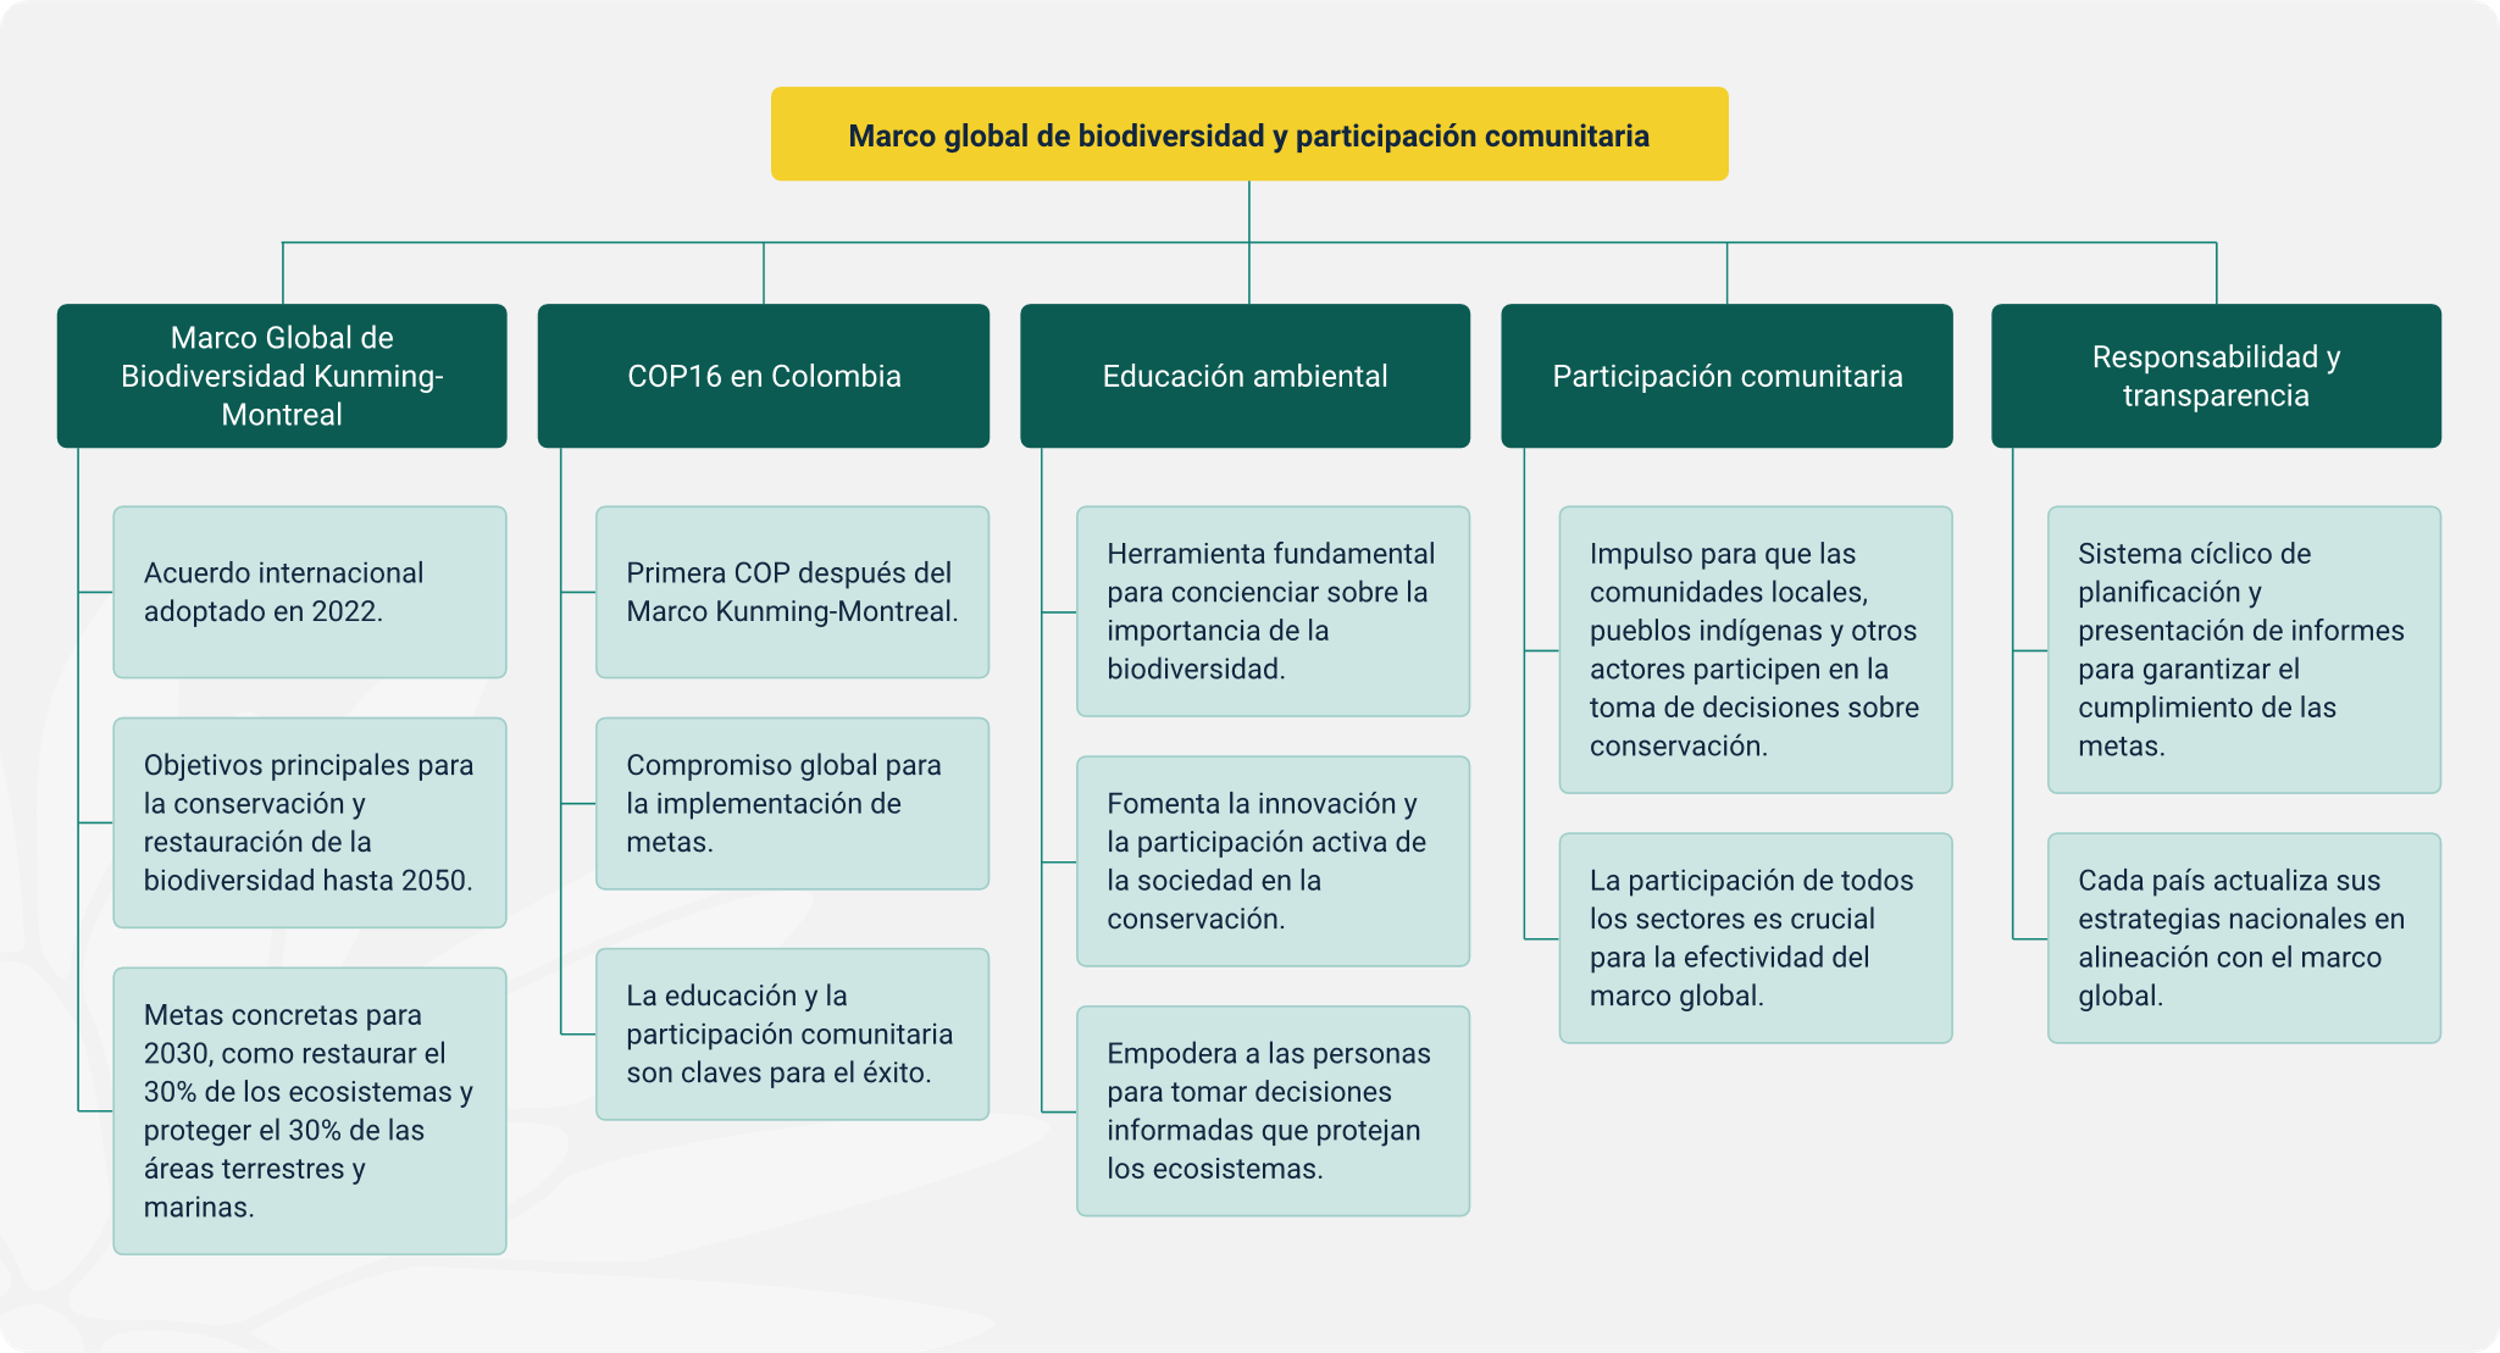 Marco global de biodiversidad y participación comunitaria
Marco Global de
Biodiversidad Kunming-
Montreal
Acuerdo internacional
adoptado en 2022.
Objetivos principales para
la conservación y
restauración de la
biodiversidad hasta 2050.
Metas concretas para
2030, como restaurar el
30% de los ecosistemas y
proteger el 30% de las
áreas terrestres y
marinas.
COP16 en Colombia
Primera COP después del
Marco Kunming-Montreal.
Compromiso global para
la implementación de
metas.
La educación y la
participación comunitaria
son claves para el éxito.
Educación ambiental
Herramienta fundamental
para concienciar sobre la
importancia de la
biodiversidad.
Fomenta la innovación y
la participación activa de
la sociedad en la
conservación.
Empodera a las personas
para tomar decisiones
informadas que protejan
los ecosistemas.
Participación comunitaria
Impulso para que las
comunidades locales,
pueblos indígenas y otros
actores participen en la
toma de decisiones sobre
conservación.
La participación de todos
los sectores es crucial
para la efectividad del
marco global.
Responsabilidad y
transparencia
Sistema cíclico de
planificación y
presentación de informes
para garantizar el
cumplimiento de las
metas.
Cada país actualiza sus
estrategias nacionales en
alineación con el marco
global.